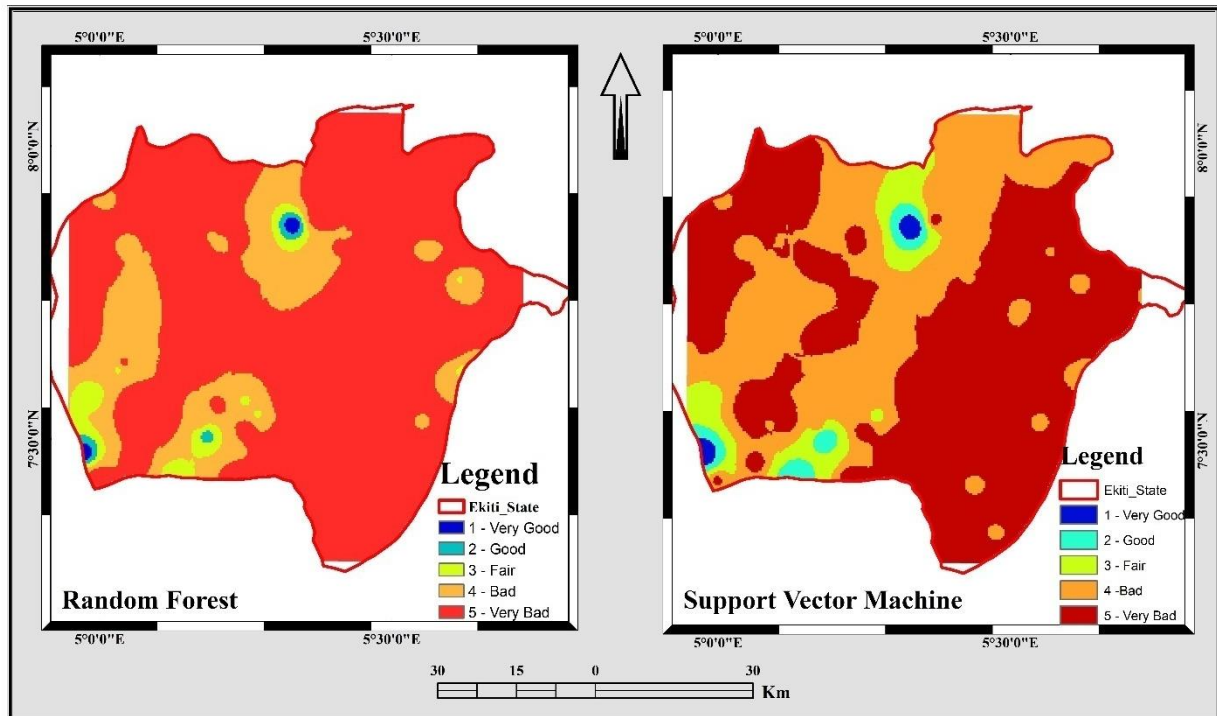 5°0'0"E 5°30'0"E
5°0'0"E 5°30'0"E
8°0'0"N
7°30'0"N
8°0'0"N
7°30'0"N
Legend
Ekiti_State
1 - Very Good
2 - Good
3 - Fair
4 - Bad
5 - Very Bad
Random Forest
5°0'0"E 5°30'0"E
Legend
Ekiti_State
1 - Very Good
2 - Good
3 - Fair
4 -Bad
5 - Very Bad
Support Vector Machine
5°0'0"E 5°30'0"E
30 15 0 30
Km